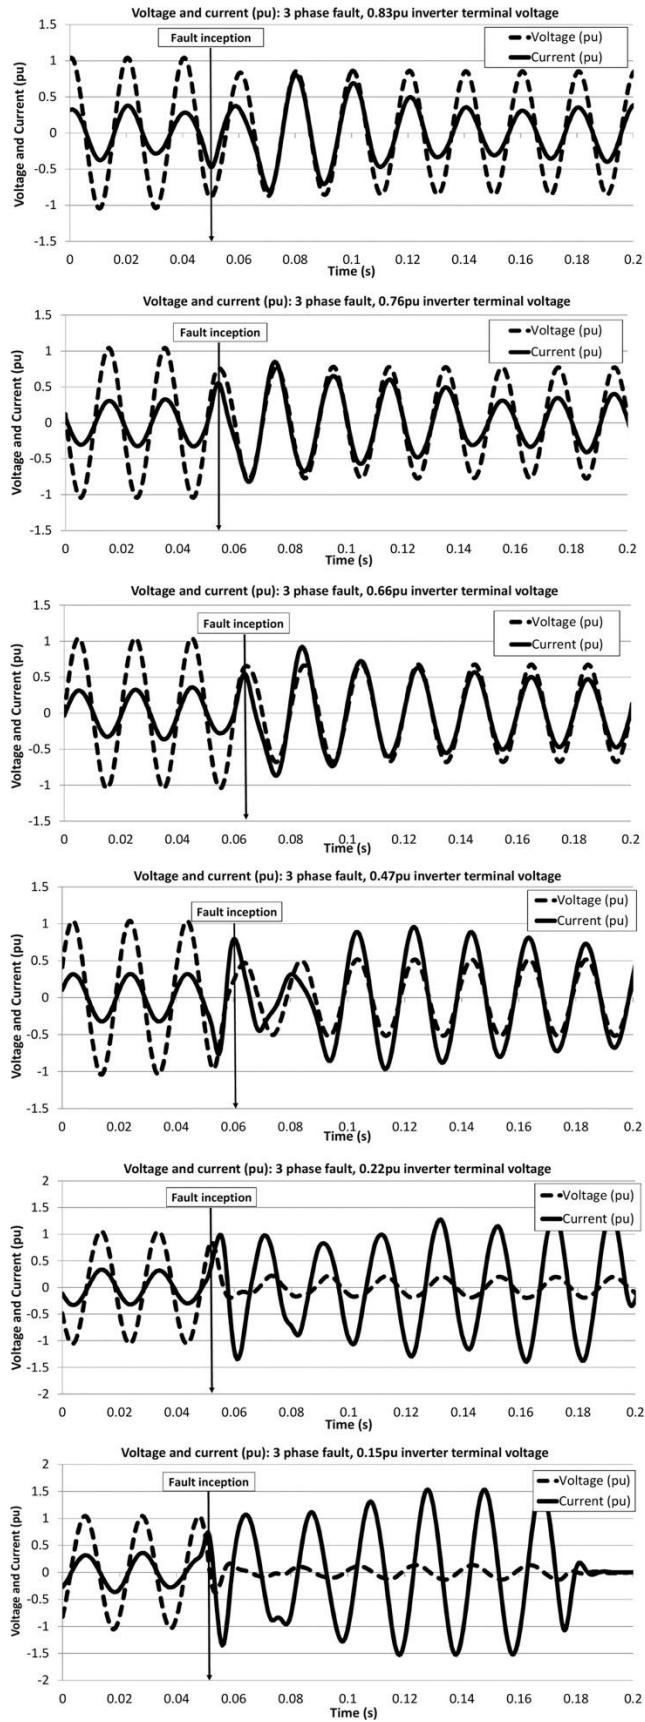 Voltage and current (pu): 3 phase fault, 0.83pu inverter terminal voltage
Voltage and Current (pu)
1.5
1
0.5
0
-0.5
-1
-1.5
Fault inception
Voltage (pu)
Current (pu)
0 0.02 0.04 0.06 0.08 0.1 0.12 0.14 0.16 0.18 0.2
Time (s)
Voltage and current (pu): 3 phase fault, 0.76pu inverter terminal voltage
Voltage and Current (pu)
1.5
1
0.5
0
-0.5
-1
-1.5
Fault inception
Voltage (pu)
Current (pu)
0 0.02 0.04 0.06 0.08 0.1 0.12 0.14 0.16 0.18 0.2
Time (s)
Voltage and current (pu): 3 phase fault, 0.66pu inverter terminal voltage
Voltage and Current (pu)
1.5
1
0.5
0
-0.5
-1
-1.5
Fault inception
Voltage (pu)
Current (pu)
0 0.02 0.04 0.06 0.08 0.1 0.12 0.14 0.16 0.18 0.2
Time (s)
Voltage and current (pu): 3 phase fault, 0.47pu inverter terminal voltage
Voltage and Current (pu)
1.5
1
0.5
0
-0.5
-1
-1.5
Fault inception
Voltage (pu)
Current (pu)
0 0.02 0.04 0.06 0.08 0.1 0.12 0.14 0.16 0.18 0.2
Time (s)
Voltage and current (pu): 3 phase fault, 0.22pu inverter terminal voltage
Voltage and Current (pu)
2
1.5
1
0.5
0
-0.5
-1
-1.5
-2
Fault inception
Voltage (pu)
Current (pu)
0 0.02 0.04 0.06 0.08 0.1 0.12 0.14 0.16 0.18 0.2
Time (s)
Voltage and current (pu): 3 phase fault, 0.15pu inverter terminal voltage
Voltage and Current (pu)
2
1.5
1
0.5
0
-0.5
-1
-1.5
-2
Fault inception
Voltage (pu)
Current (pu)
0 0.02 0.04 0.06 0.08 0.1 0.12 0.14 0.16 0.18 0.2
Time (s)